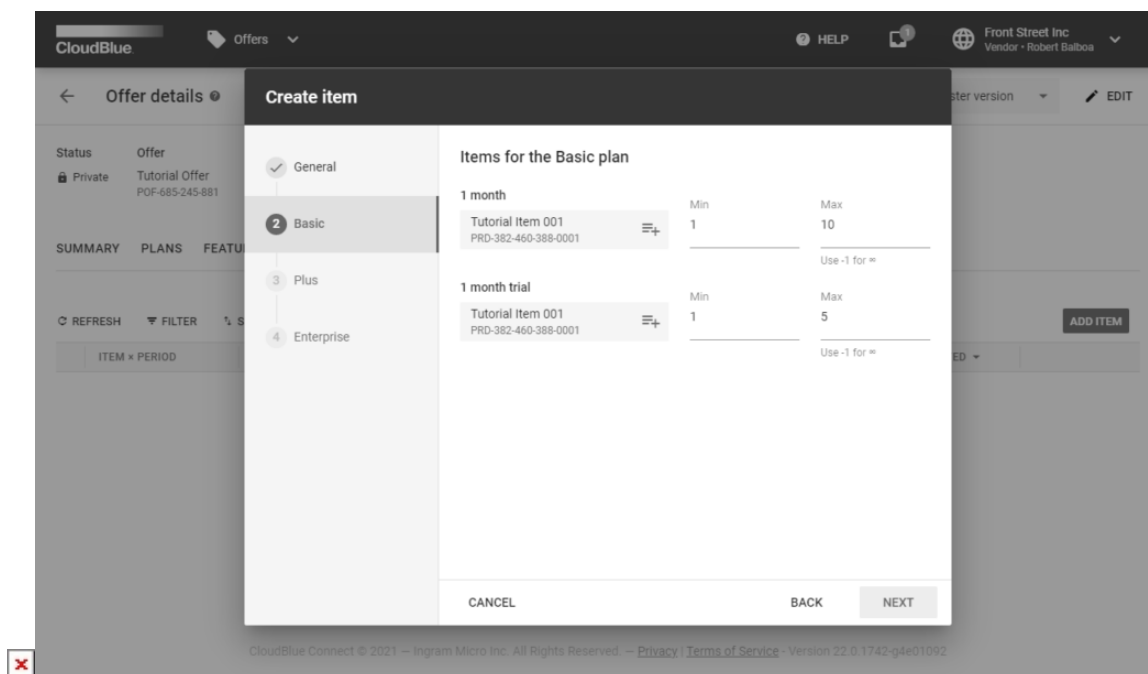 CloudBlue
Offers
HELP
1
Front Street Inc
Vendor • Robert Balboa
Offer details
ster version
EDIT
Create item
Status
Offer
Private
Tutorial Offer
POF-685-245-881
General
2 Basic
3 Plus
4 Enterprise
Items for the Basic plan
1 month
Tutorial Item 001
PRD-382-460-388-0001
Min
1
Max
10
Use -1 for ∞
1 month trial
Tutorial Item 001
PRD-382-460-388-0001
Min
1
Max
5
Use -1 for ∞
SUMMARY PLANS FEATU
REFRESH FILTER S
ADD ITEM
ITEM × PERIOD
ED
CANCEL
BACK
NEXT
CloudBlue Connect © 2021 — Ingram Micro Inc. All Rights Reserved. — Privacy | Terms of Service - Version 22.0.1742-g4e01092